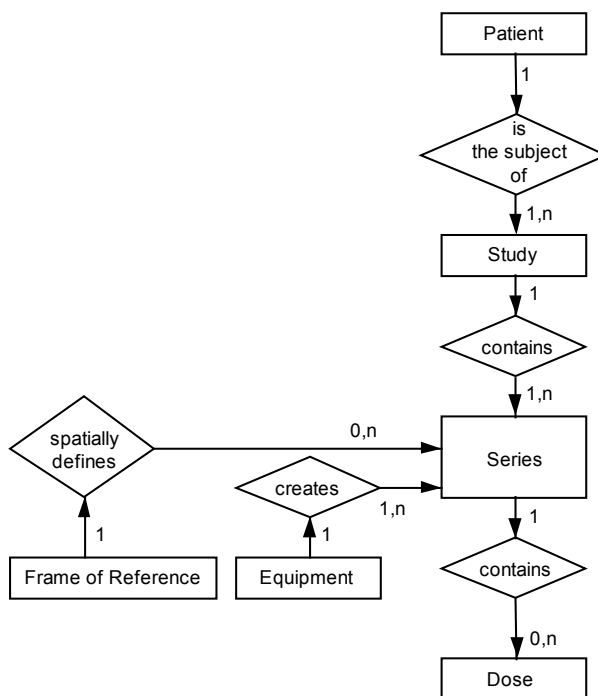 Patient
1
is
the subject
of
1,n
Study
1
contains
1,n
spatially
defines
0,n
Series
creates
1,n
1
1
1
Frame of Reference
Equipment
contains
0,n
Dose